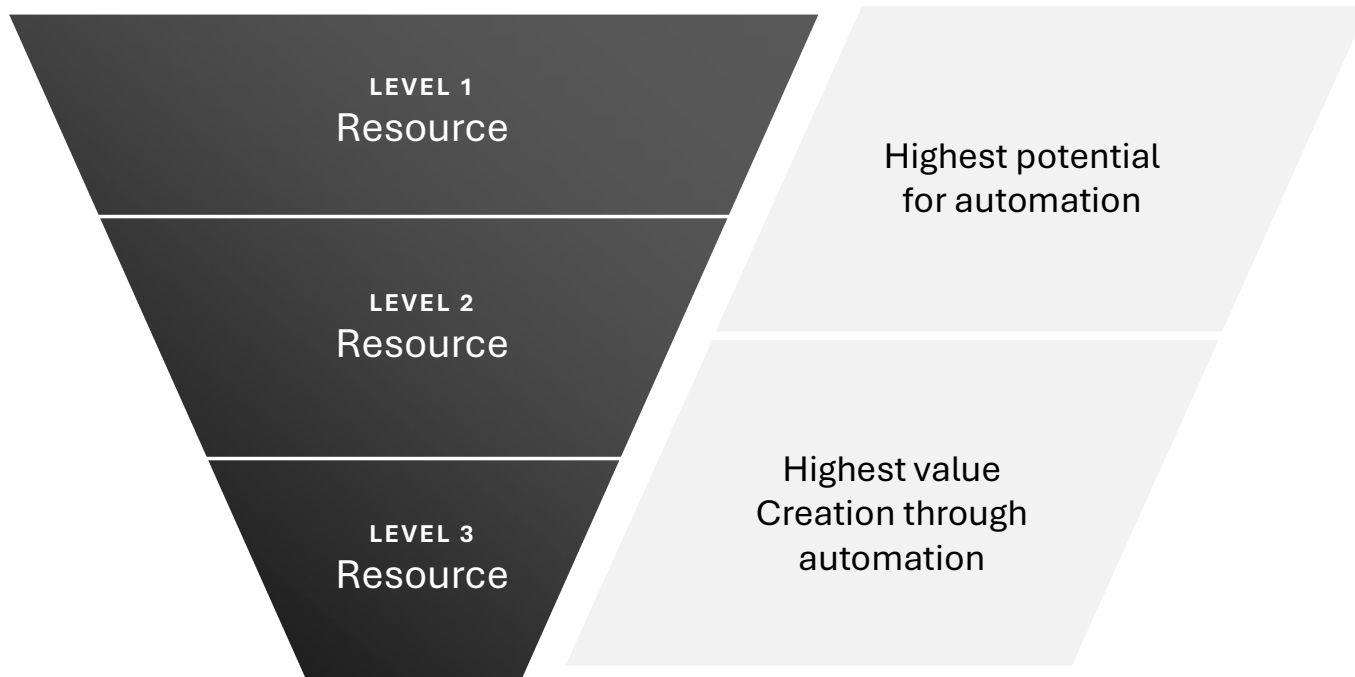 LEVEL 1
Resource
Highest potential
for automation
LEVEL 2
Resource
Highest value
Creation through
automation
LEVEL 3
Resource